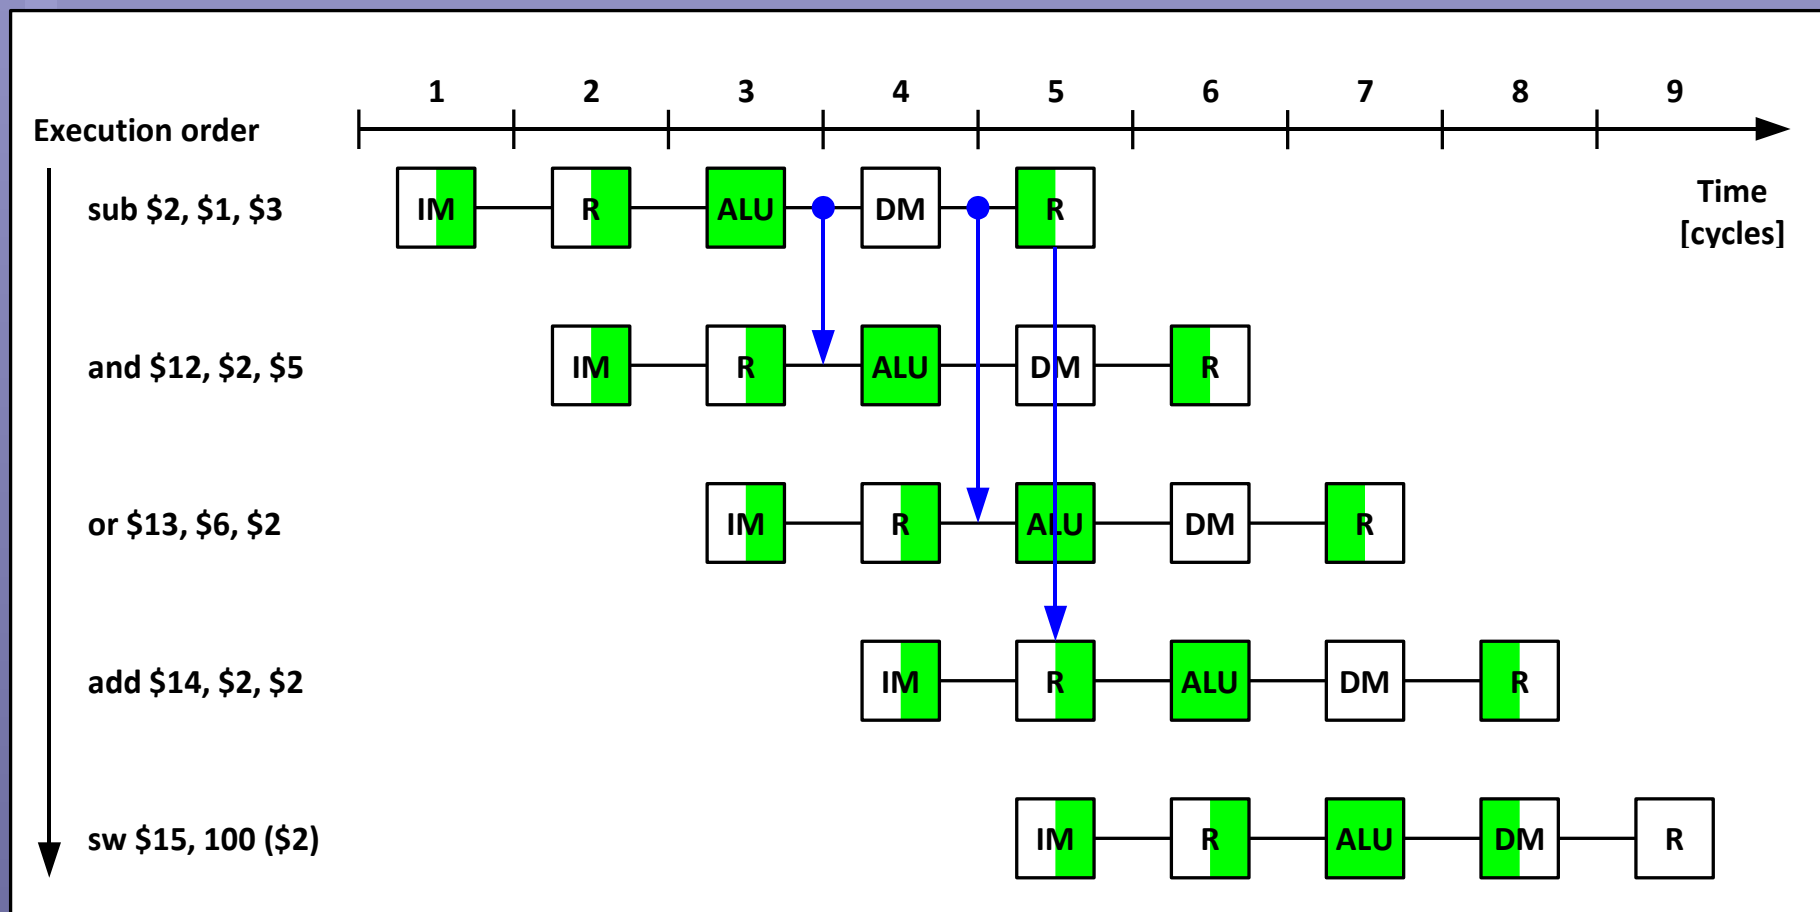 1 2 3 4 5 6 7 8 9
Execution order
Time
[cycles]
sub $2, $1, $3 IM R ALU DM R
and $12, $2, $5 IM R ALU DM R
or $13, $6, $2 IM R ALU DM R
add $14, $2, $2 IM R ALU DM R
sw $15, 100 ($2) IM R ALU DM R